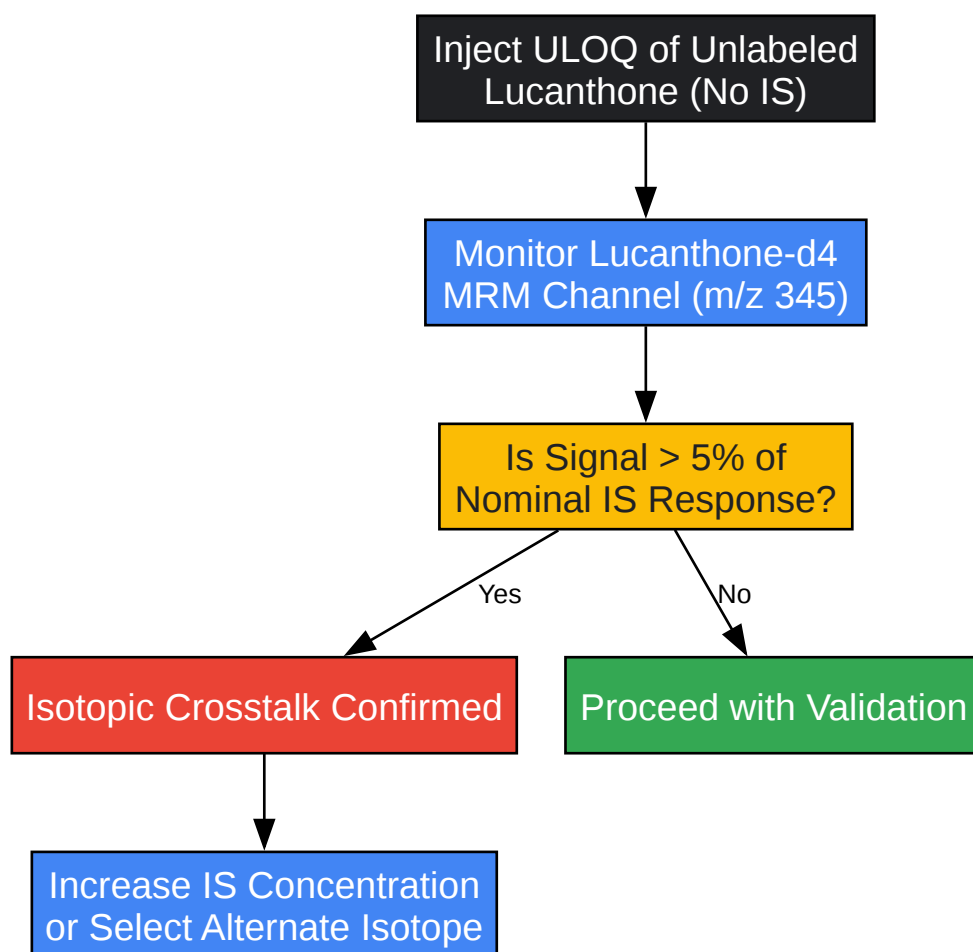 Inject ULOQ of Unlabeled
Lucanthone (No IS)
Monitor Lucanthone-d4
MRM Channel (m/z 345)
Is Signal > 5% of
Nominal IS Response?
Yes
No
Isotopic Crosstalk Confirmed
Proceed with Validation
Increase IS Concentration
or Select Alternate Isotope